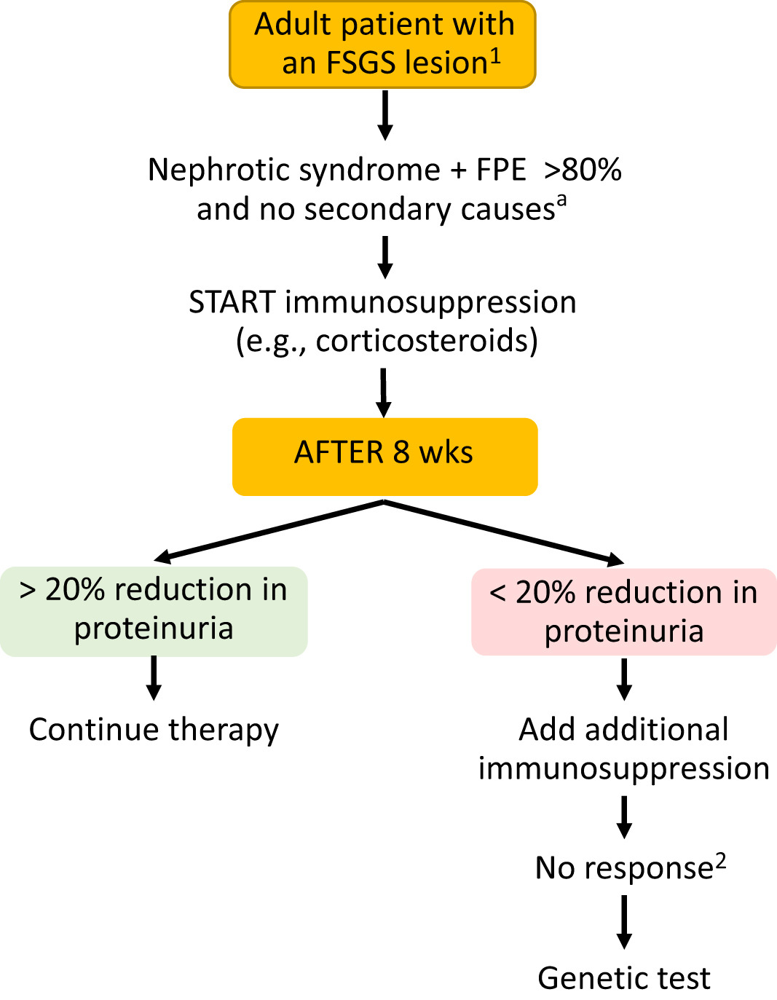 Adult patient with
an FSGS lesion¹
Nephrotic syndrome + FPE >80%
and no secondary causesᵃ
START immunosuppression
(e.g., corticosteroids)
AFTER 8 wks
> 20% reduction in
proteinuria
< 20% reduction in
proteinuria
Continue therapy
Add additional
immunosuppression
No response²
Genetic test